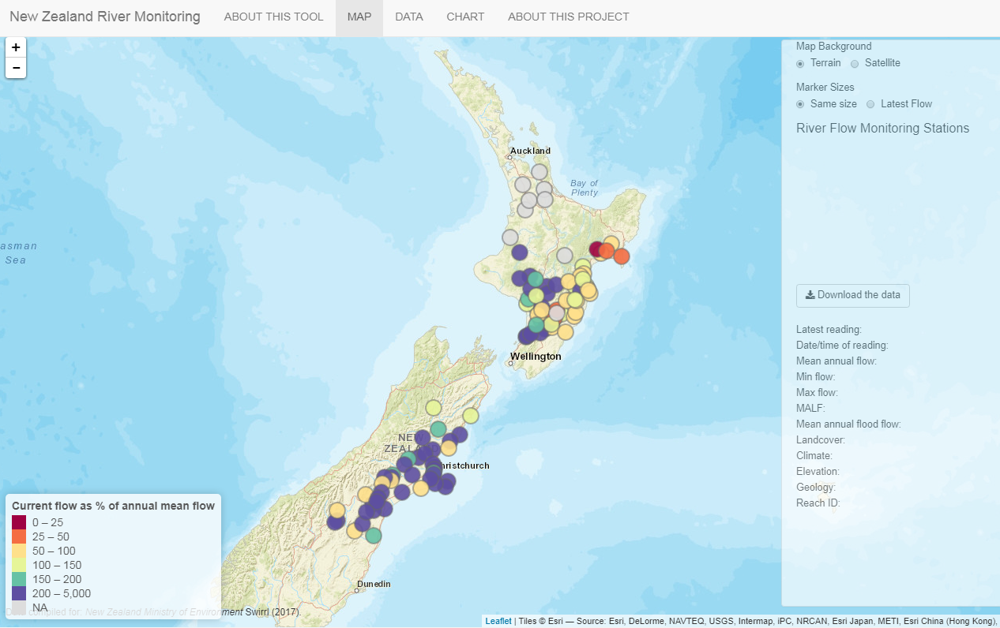 New Zealand River Monitoring ABOUT THIS TOOL MAP DATA CHART ABOUT THIS PROJECT
+
−
Map Background
Terrain Satellite
Marker Sizes
Same size Latest Flow
River Flow Monitoring Stations
Auckland
Bay of
Plenty
asman
Sea
Download the data
Latest reading:
Date/time of reading:
Mean annual flow:
Min flow:
Max flow:
MALF:
Mean annual flood flow:
Landcover:
Climate:
Elevation:
Geology:
Reach ID:
Wellington
NEW
ZEALAND
hristchurch
Dunedin
Current flow as % of annual mean flow
0 – 25
25 – 50
50 – 100
100 – 150
150 – 200
200 – 5,000
NA
compiled for: New Zealand Ministry of Environment Swirrl (2017).
Leaflet | Tiles © Esri — Source: Esri, DeLorme, NAVTEQ, USGS, Intermap, iPC, NRCAN, Esri Japan, METI, Esri China (Hong Kong),